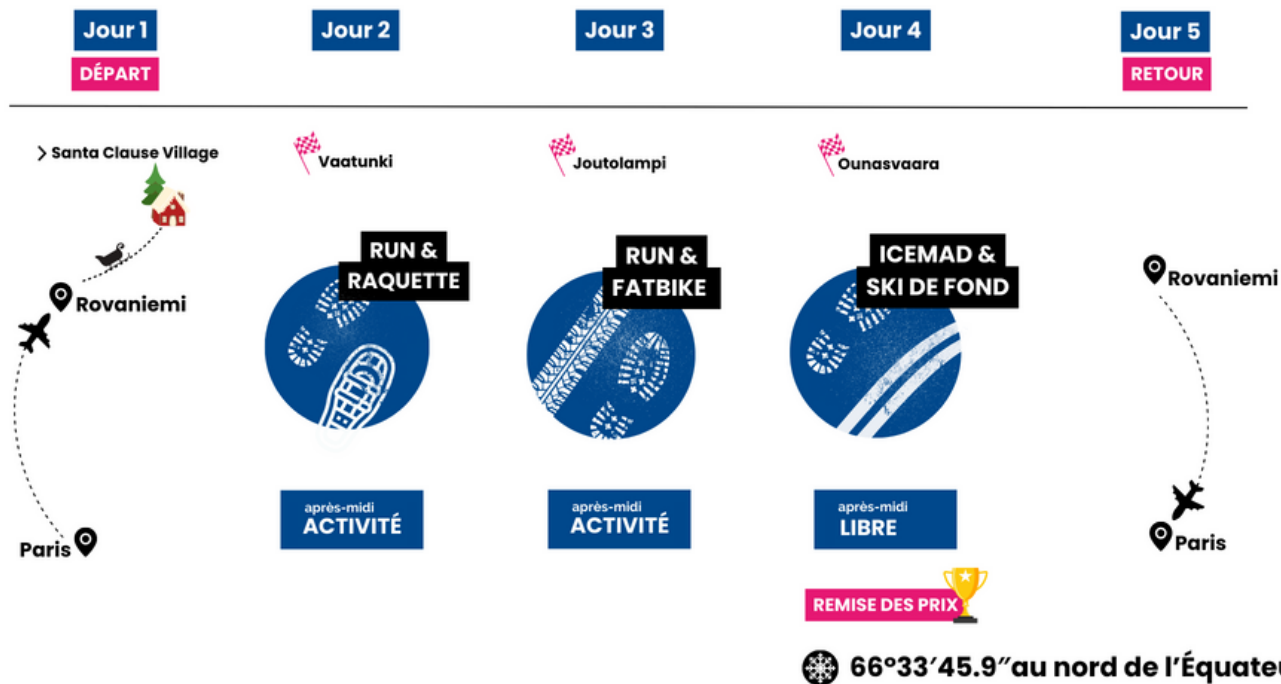 Jour 1
DÉPART
Jour 2
Jour 3
Jour 4
Jour 5
RETOUR
> Santa Clause Village
Rovaniemi
Paris
Vaatunki
RUN &
RAQUETTE
après-midi
ACTIVITÉ
Joutolampi
RUN &
FATBIKE
après-midi
ACTIVITÉ
Ounasvaara
ICEMAD &
SKI DE FOND
après-midi
LIBRE
REMISE DES PRIX
Rovaniemi
Paris
66°33′45.9″au nord de l’Équateu